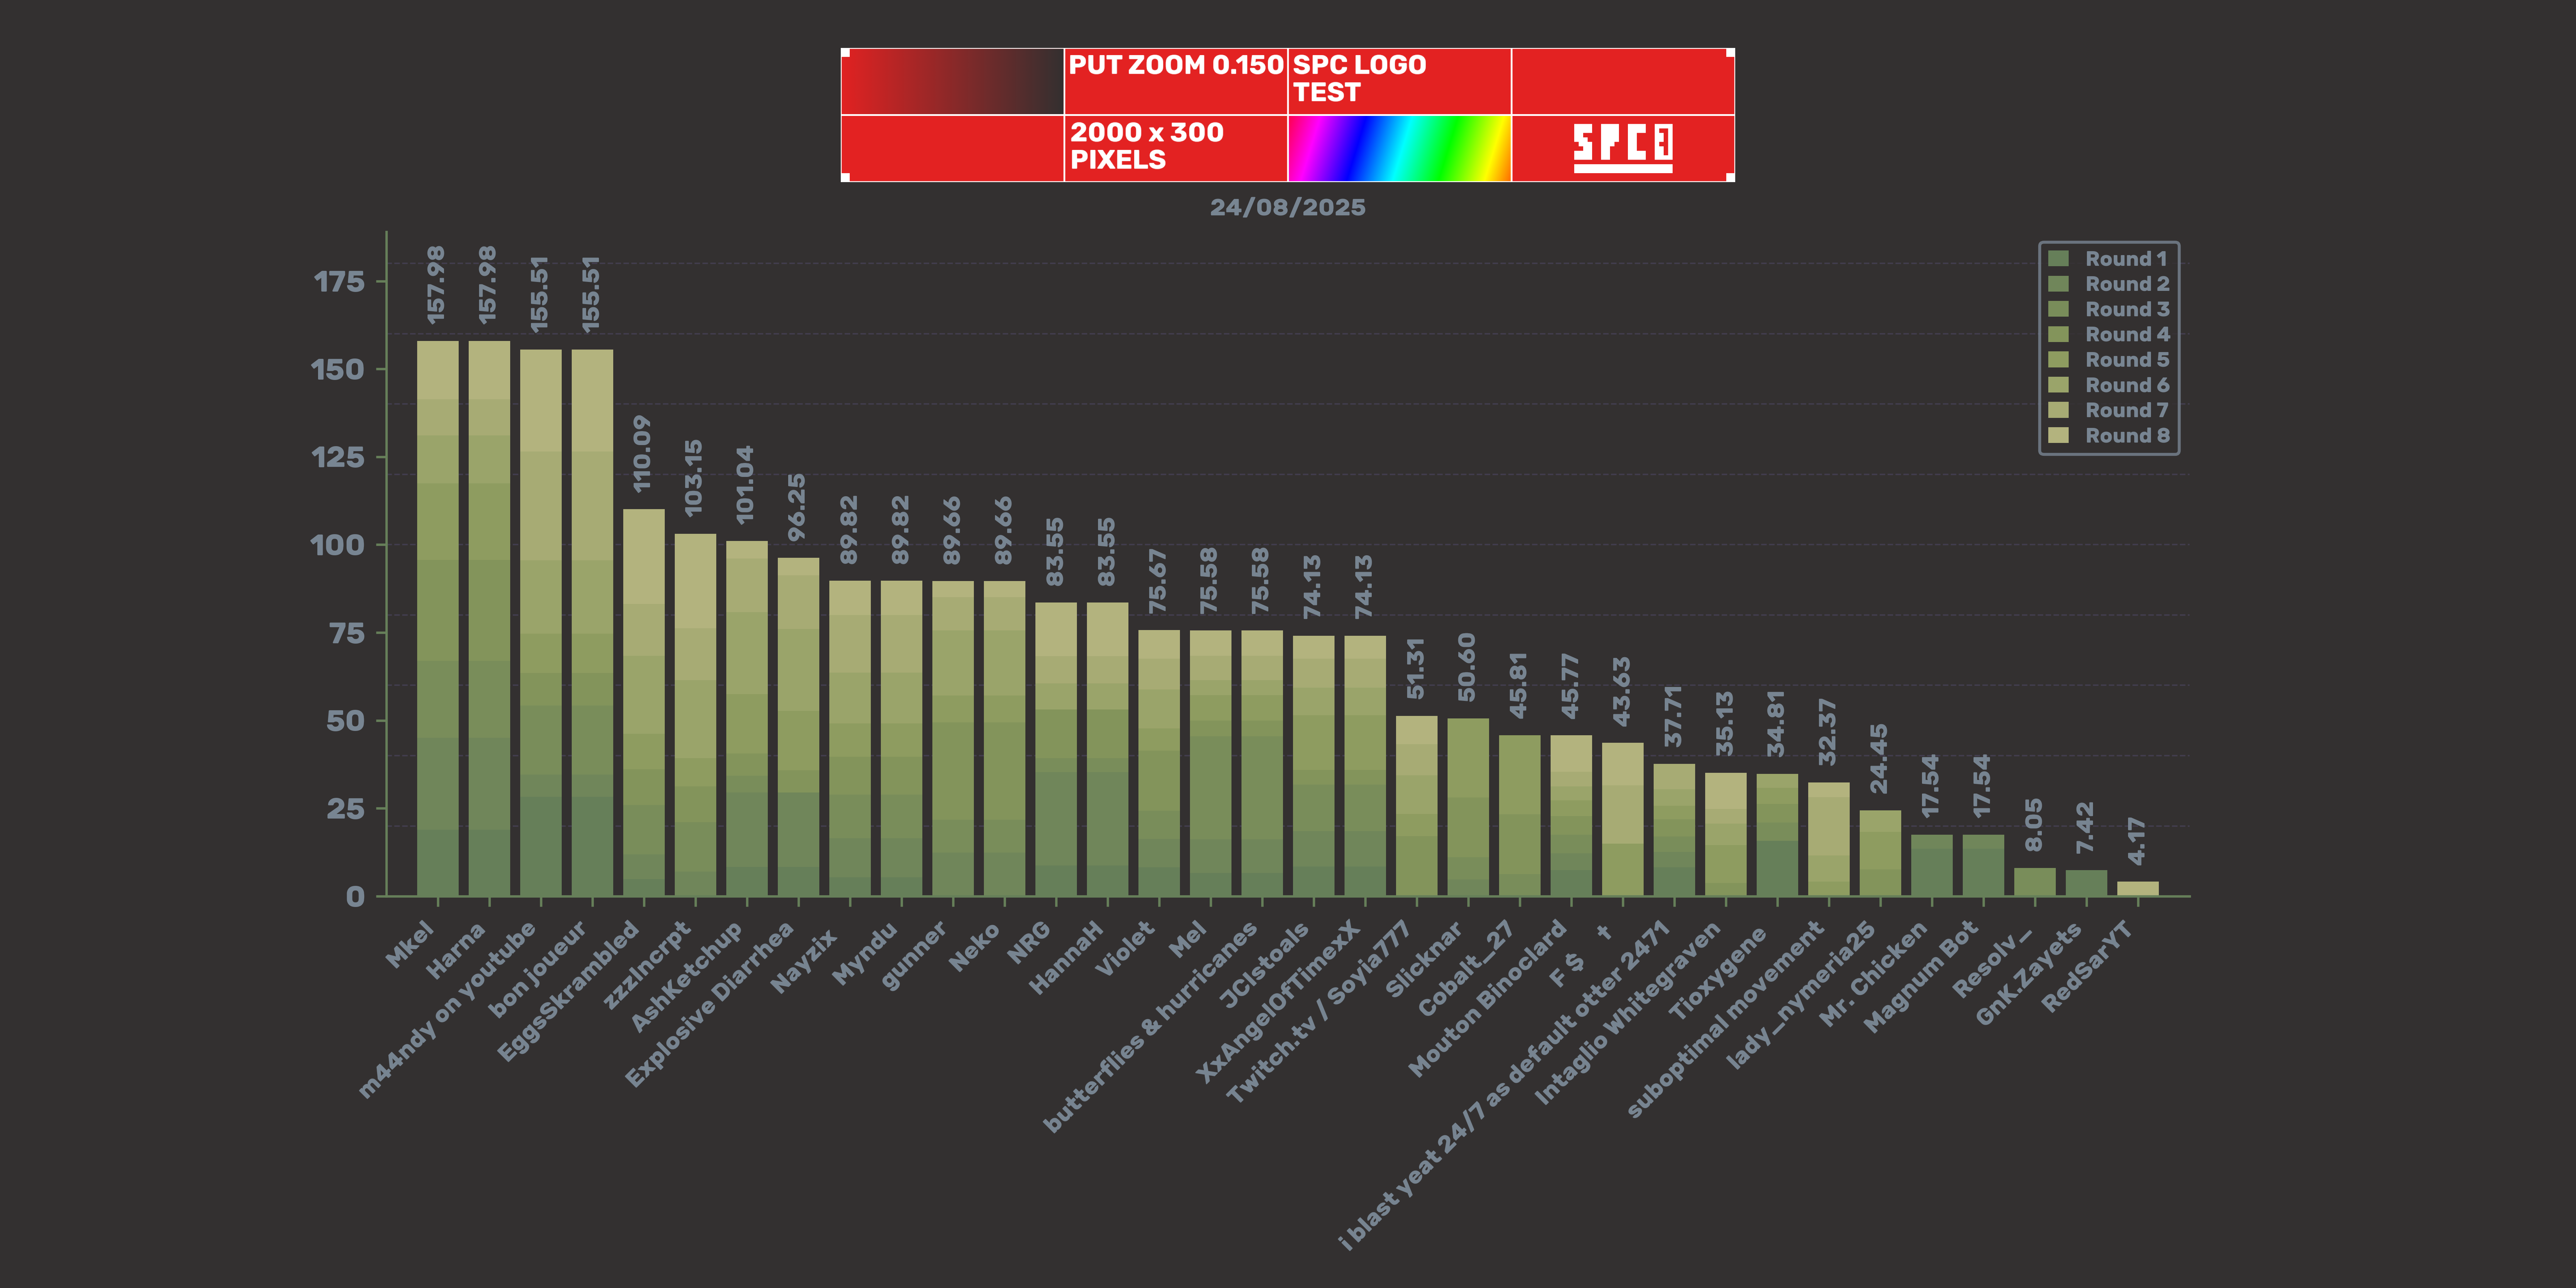 PUT ZOOM 0.150
SPC LOGO
TEST
2000 x 300
PIXELS
SPC
24/08/2025
175
150
125
100
75
50
25
0
157.98
157.98
155.51
155.51
110.09
103.15
101.04
96.25
89.82
89.82
89.66
89.66
83.55
83.55
75.67
75.58
75.58
74.13
74.13
51.31
50.60
45.81
45.77
43.63
37.71
35.13
34.81
32.37
24.45
17.54
17.54
8.05
7.42
4.17
Round 1
Round 2
Round 3
Round 4
Round 5
Round 6
Round 7
Round 8
Mkel
Harna
m44ndy on youtube
bon joueur
EggsSkrambled
zzzIncrpt
AshKetchup
Explosive Diarrhea
Nayzix
Myndu
gunner
Neko
NRG
HannaH
Violet
Mel
butterflies & hurricanes
JClstoals
XxAngelOfTimexX
Twitch.tv / Soyia777
Slicknar
Cobalt_27
Mouton Binoclard
F $ †
i blast yeat 24/7 as default otter 2471
Intaglio Whitegraven
Tioxygene
suboptimal movement
lady_nymeria25
Mr. Chicken
Magnum Bot
Resolv_
GnK.Zayets
RedSarYT